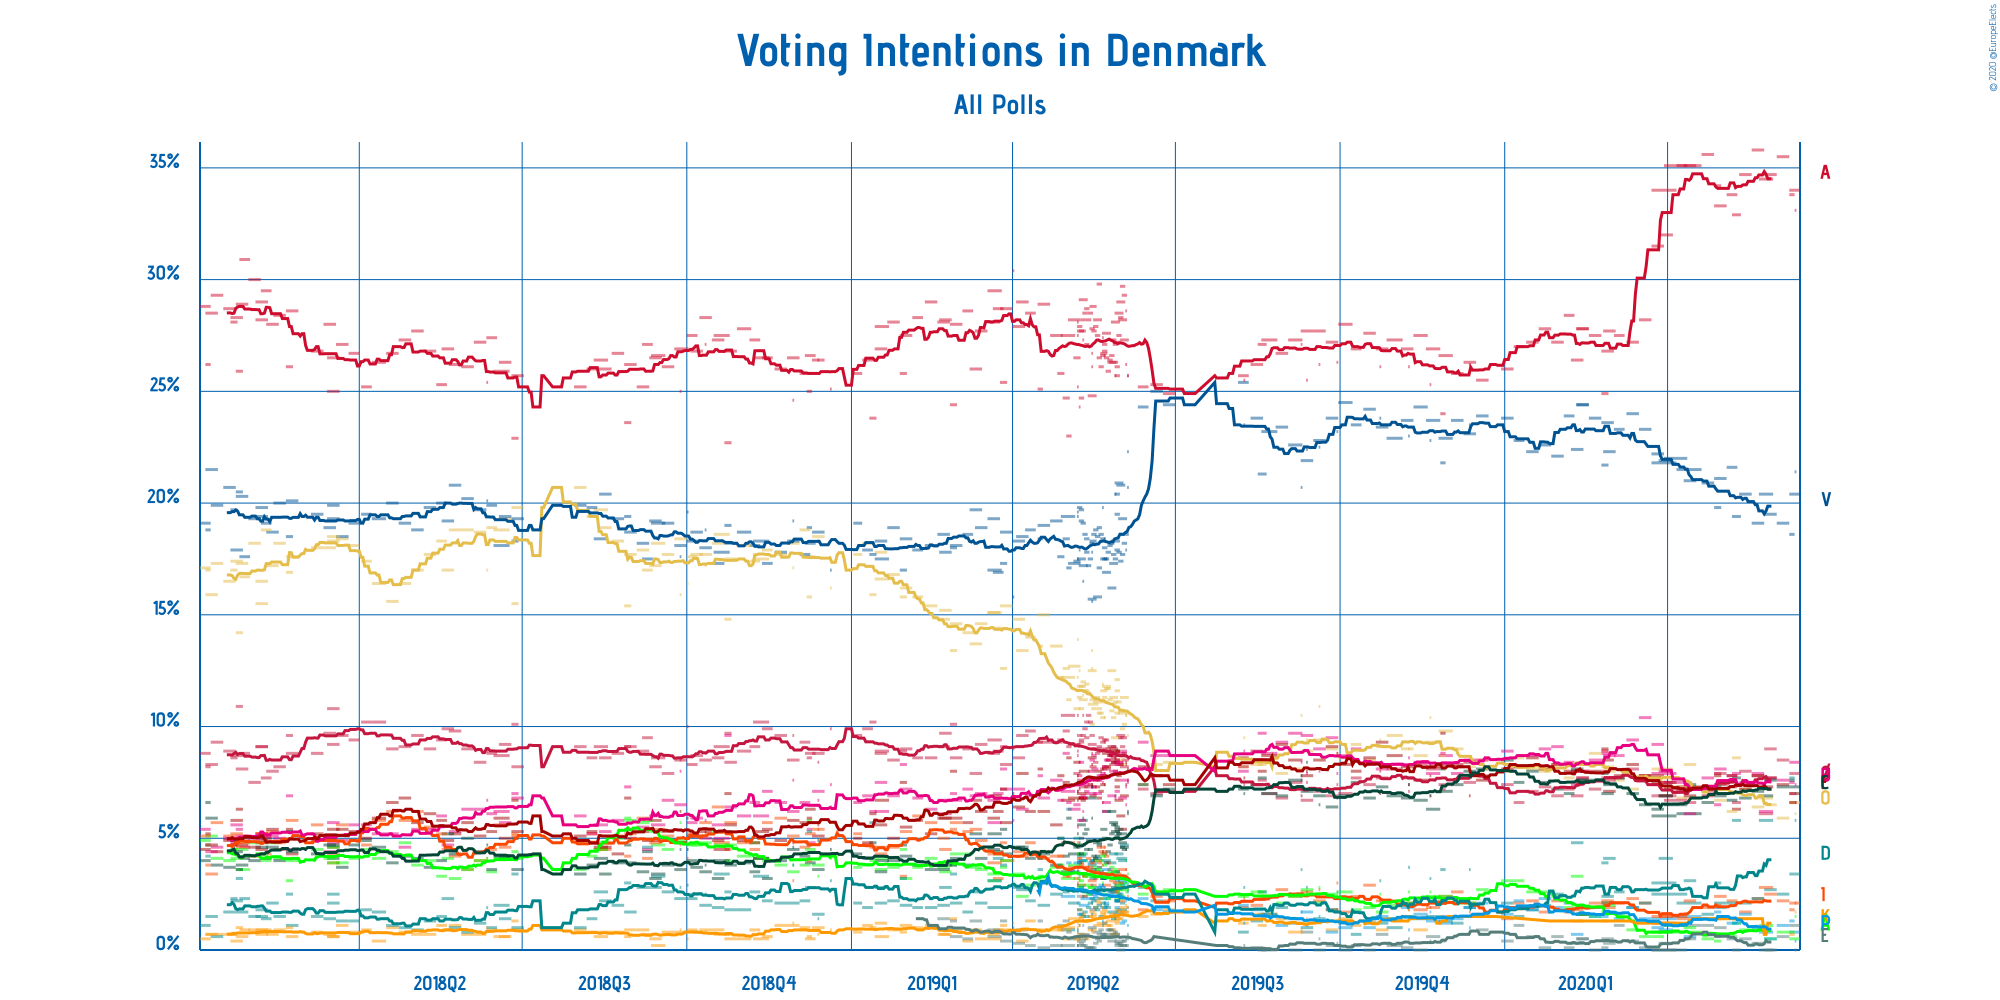 © 2020 @EuropeElects
Voting Intentions in Denmark
All Polls
35%
30%
25%
20%
15%
10%
5%
0%
A
V
O
D
I
K
E
2018Q2 2018Q3 2018Q4 2019Q1 2019Q2 2019Q3 2019Q4 2020Q1